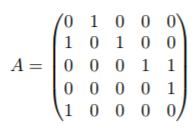 0 1 0 0 0
1 0 1 0 0
A = 0 0 0 1 1
0 0 0 0 1
1 0 0 0 0